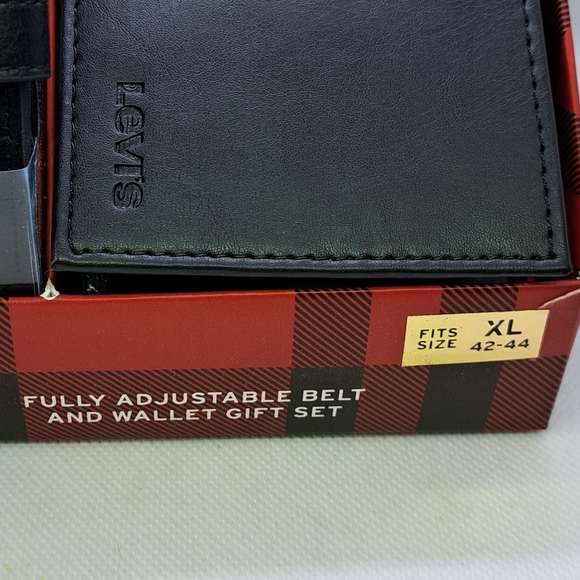 LEVI'S
FITS SIZE
XL
42-44
FULLY ADJUSTABLE BELT
AND WALLET GIFT SET